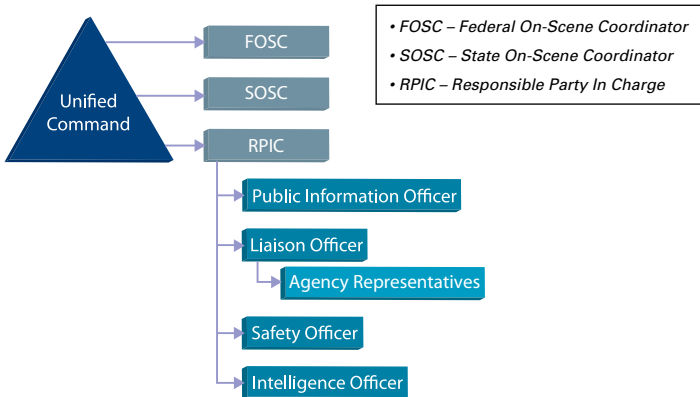 Unified
Command
FOSC
SOSC
RPIC
Public Information Officer
Liaison Officer
Agency Representatives
Safety Officer
Intelligence Officer
• FOSC – Federal On-Scene Coordinator
• SOSC – State On-Scene Coordinator
• RPIC – Responsible Party In Charge